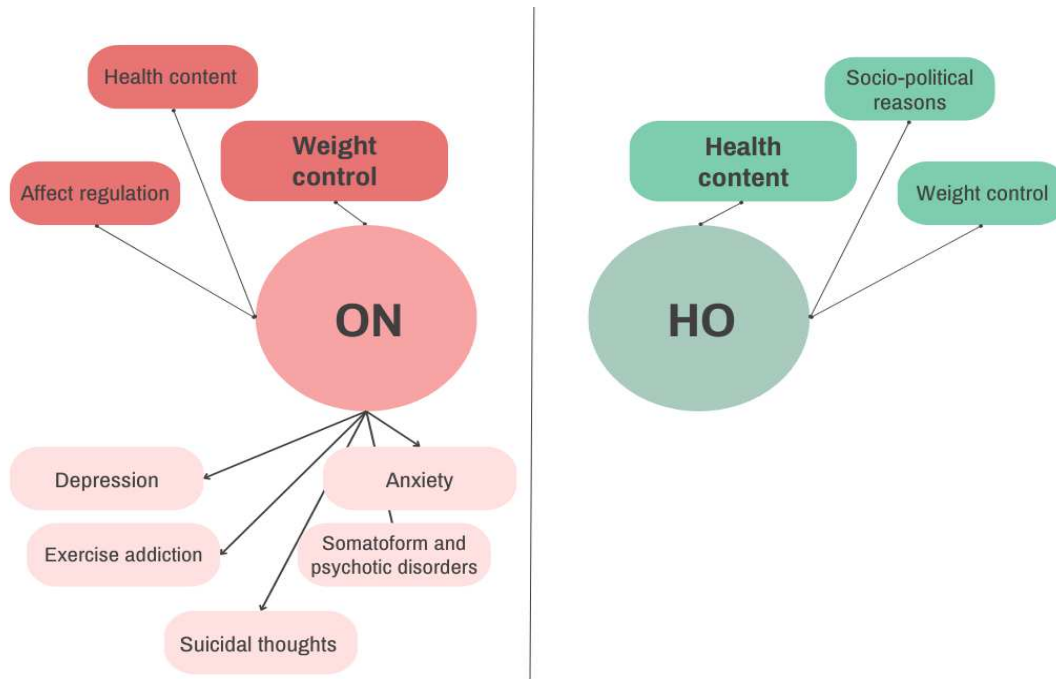 Health content
Weight
control
Affect regulation
ON
Depression
Anxiety
Exercise addiction
Somatoform and
psychotic disorders
Suicidal thoughts
Socio-political
reasons
Health
content
Weight control
HO